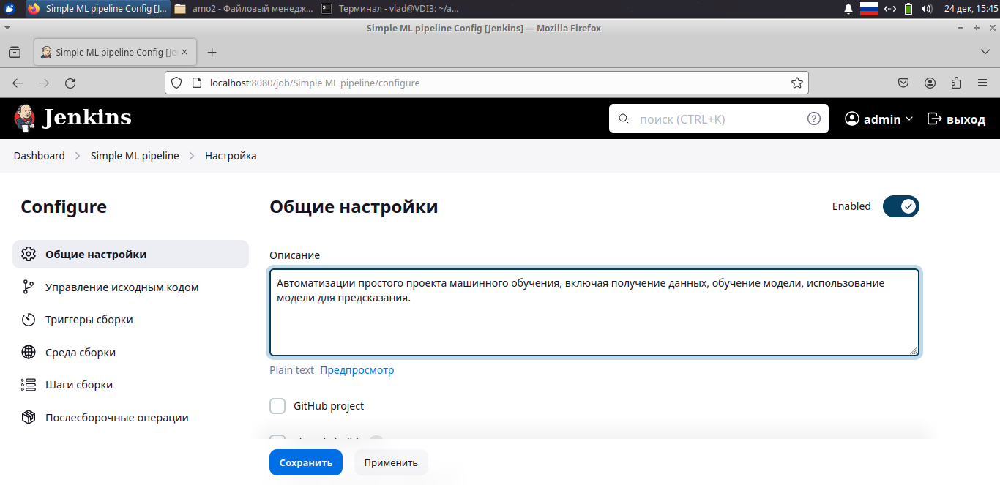 Simple ML pipeline Config [J...
amo2 - Файловый менедж...
Терминал - vlad@VDI3: ~/a...
24 дек, 15:45
Simple ML pipeline Config [Jenkins] — Mozilla Firefox
Simple ML pipeline Config [Je
localhost:8080/job/Simple ML pipeline/configure
Jenkins
поиск (CTRL+K)
admin
выход
Dashboard
Simple ML pipeline
Настройка
Configure
Общие настройки
Управление исходным кодом
Триггеры сборки
Среда сборки
Шаги сборки
Послесборочные операции
Общие настройки
Enabled
Описание
Автоматизации простого проекта машинного обучения, включая получение данных, обучение модели, использование
модели для предсказания.
Plain text Предпросмотр
GitHub project
Сохранить
Применить